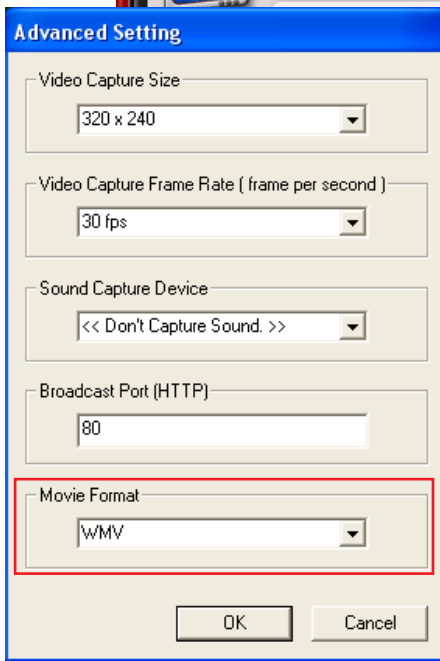 Advanced Setting
Video Capture Size
320 x 240
Video Capture Frame Rate ( frame per second )
30 fps
Sound Capture Device
<< Don't Capture Sound. >>
Broadcast Port (HTTP)
80
Movie Format
WMV
OK
Cancel